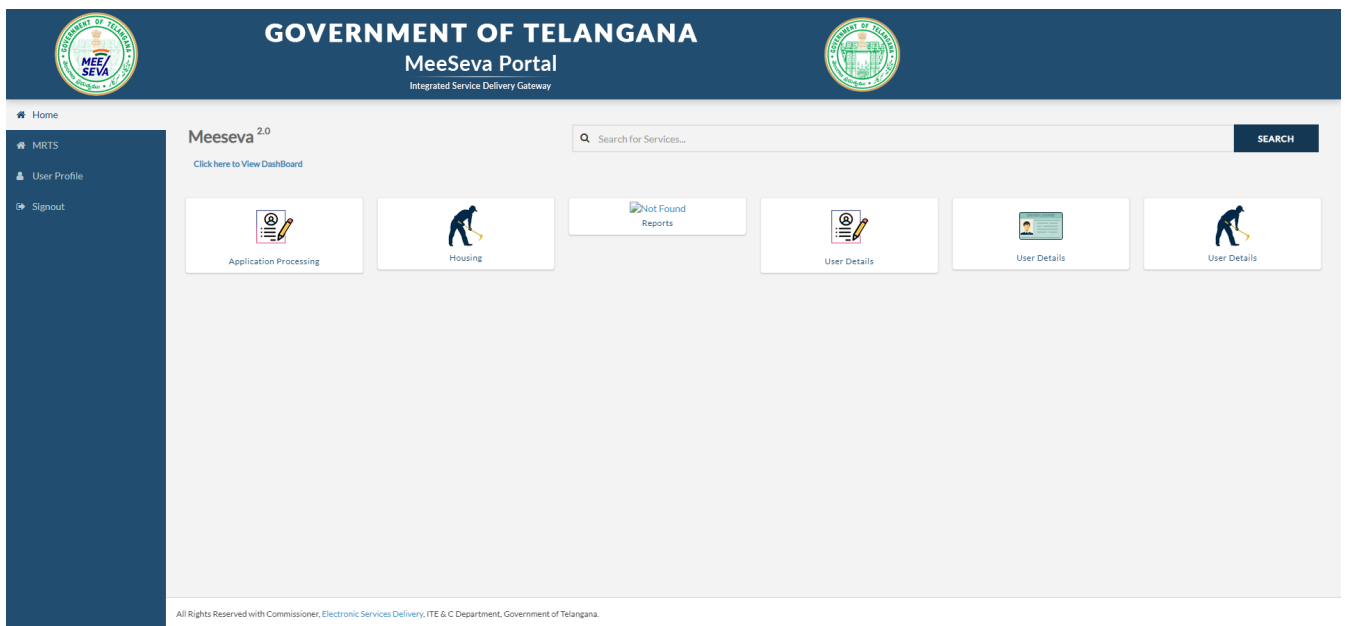 GOVERNMENT OF TELANGANA
MeeSeva Portal
Integrated Service Delivery Gateway
MEE/
SEVA
Home
MRTS
User Profile
Signout
Meeseva 2.0
Search for Services...
SEARCH
Click here to View DashBoard
Application Processing
Housing
Not Found
Reports
User Details
User Details
User Details
All Rights Reserved with Commissioner, Electronic Services Delivery, ITE & C Department, Government of Telangana.